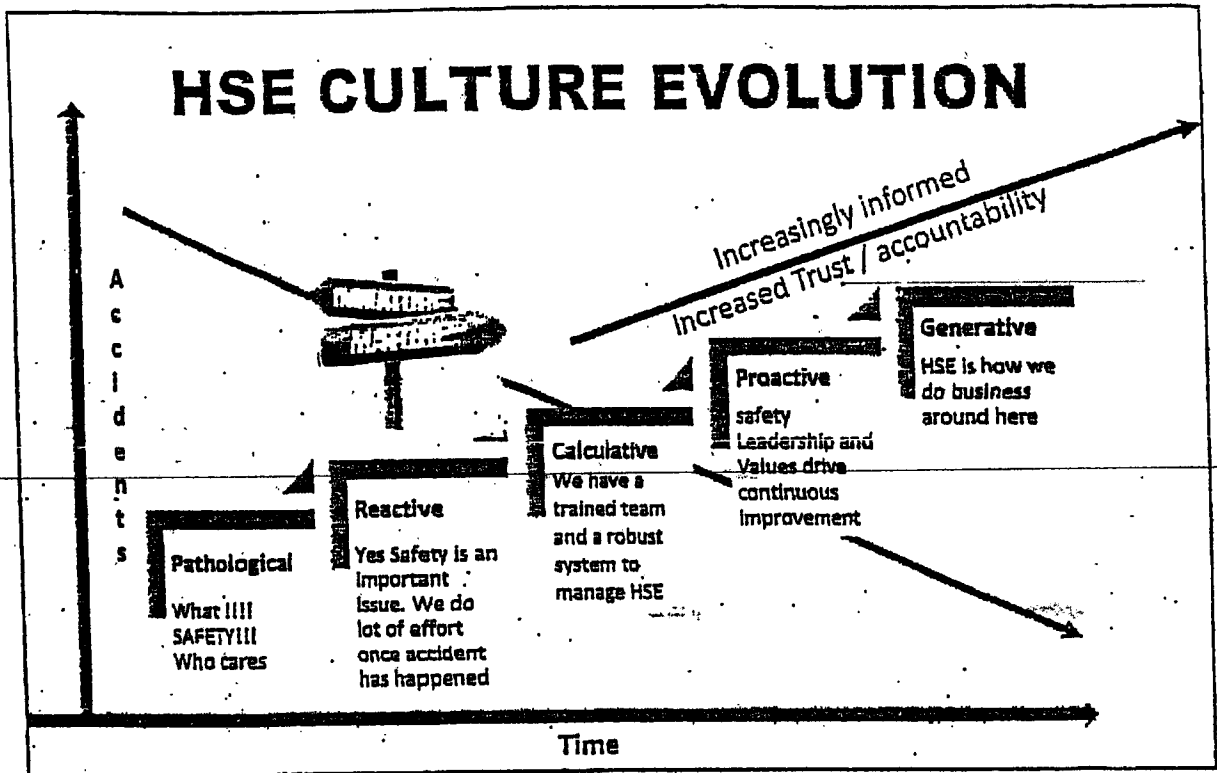 HSE CULTURE EVOLUTION
Increasingly informed
Increased Trust / accountability
Accidents
Pathological
What !!!!
SAFETY!!!
Who cares
Reactive
Yes Safety is an
important
issue. We do
lot of effort
once accident
has happened
Calculative
We have a
trained team
and a robust
system to
manage HSE
Proactive
safety
Leadership and
Values drive
continuous
improvement
Generative
HSE is how we
do business
around here
Time